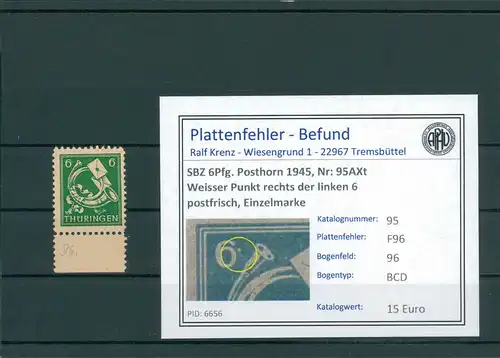 6 6
THÜRINGEN
Plattenfehler - Befund
Ralf Krenz - Wiesengrund 1 - 22967 Tremsbüttel
SBZ 6Pfg. Posthorn 1945, Nr: 95AXt
Weisser Punkt rechts der linken 6
postfrisch, Einzelmarke
Katalognummer: 95
Plattenfehler: F96
Bogenfeld: 96
Bogentyp: BCD
Katalogwert: 15 Euro
6
PID: 6656